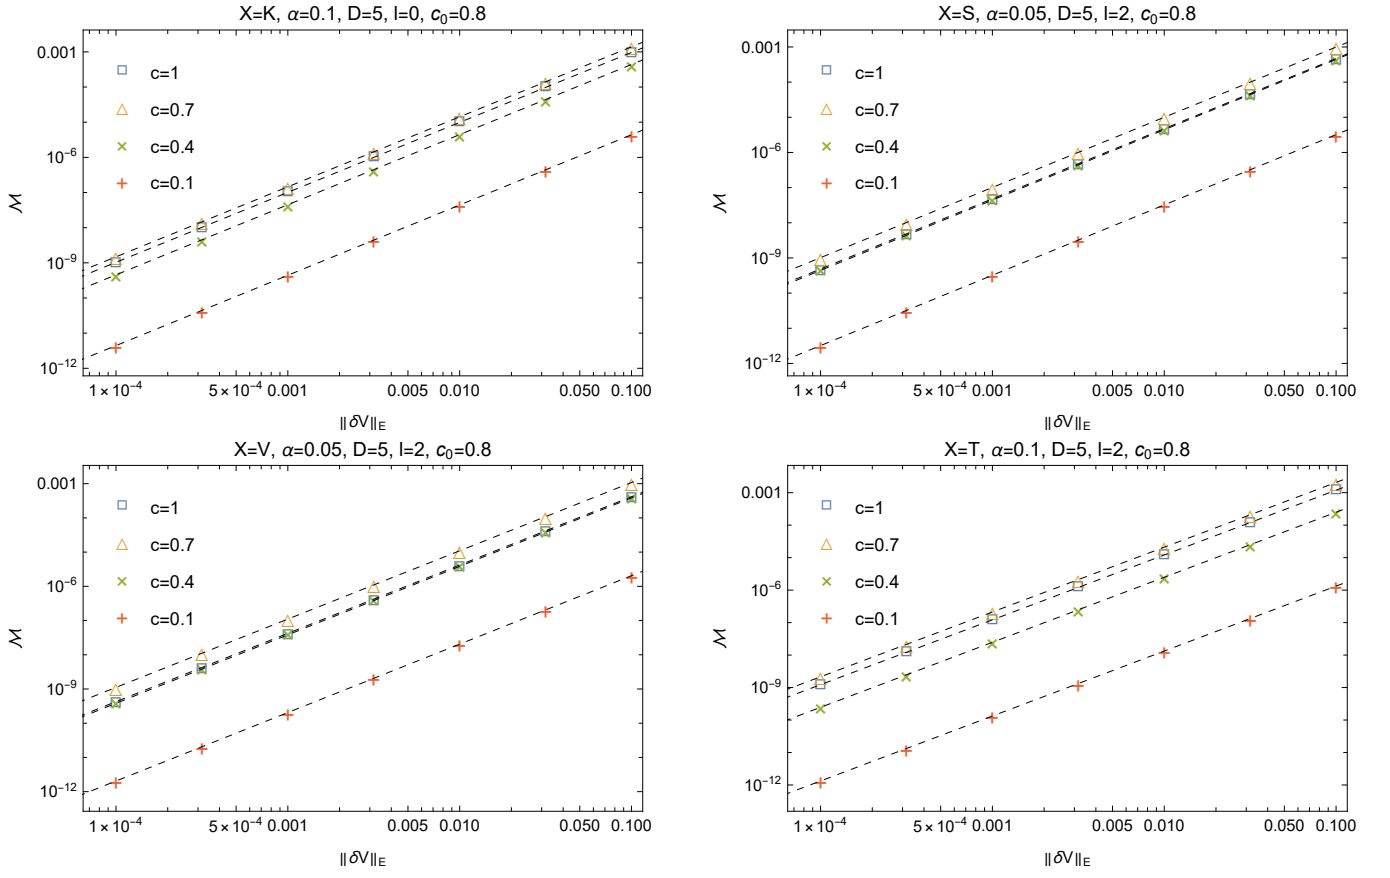 X=K, α=0.1, D=5, l=0, c₀=0.8
0.001
10⁻⁶
10⁻⁹
10⁻¹²
ℳ
c=1
c=0.7
c=0.4
c=0.1
1×10⁻⁴ 5×10⁻⁴ 0.001 0.005 0.010 0.050 0.100
‖δV‖E
X=S, α=0.05, D=5, l=2, c₀=0.8
0.001
10⁻⁶
10⁻⁹
10⁻¹²
ℳ
c=1
c=0.7
c=0.4
c=0.1
1×10⁻⁴ 5×10⁻⁴ 0.001 0.005 0.010 0.050 0.100
‖δV‖E
X=V, α=0.05, D=5, l=2, c₀=0.8
0.001
10⁻⁶
10⁻⁹
10⁻¹²
ℳ
c=1
c=0.7
c=0.4
c=0.1
1×10⁻⁴ 5×10⁻⁴ 0.001 0.005 0.010 0.050 0.100
‖δV‖E
X=T, α=0.1, D=5, l=2, c₀=0.8
0.001
10⁻⁶
10⁻⁹
10⁻¹²
ℳ
c=1
c=0.7
c=0.4
c=0.1
1×10⁻⁴ 5×10⁻⁴ 0.001 0.005 0.010 0.050 0.100
‖δV‖E